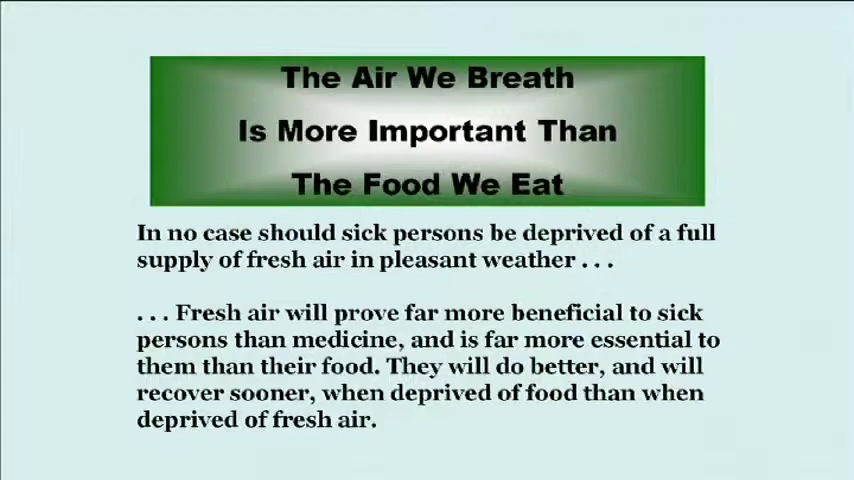 The Air We Breath
Is More Important Than
The Food We Eat
In no case should sick persons be deprived of a full
supply of fresh air in pleasant weather . . .
. . . Fresh air will prove far more beneficial to sick
persons than medicine, and is far more essential to
them than their food. They will do better, and will
recover sooner, when deprived of food than when
deprived of fresh air.